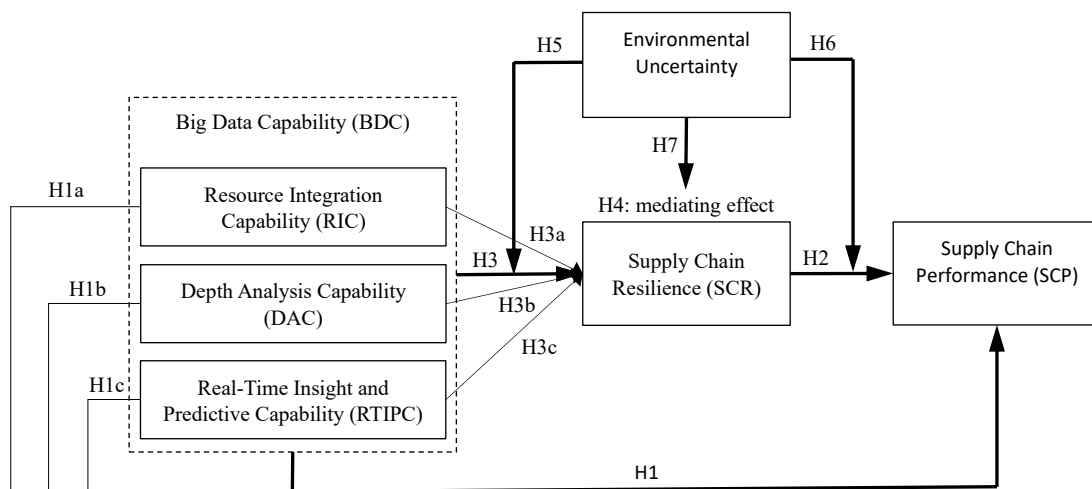 H5
Environmental
Uncertainty
H6
Big Data Capability (BDC)
H7
H1a
Resource Integration
Capability (RIC)
H4: mediating effect
H3a
H3
Supply Chain
Resilience (SCR)
H2
Supply Chain
Performance (SCP)
H1b
Depth Analysis Capability
(DAC)
H3b
H3c
H1c
Real-Time Insight and
Predictive Capability (RTIPC)
H1